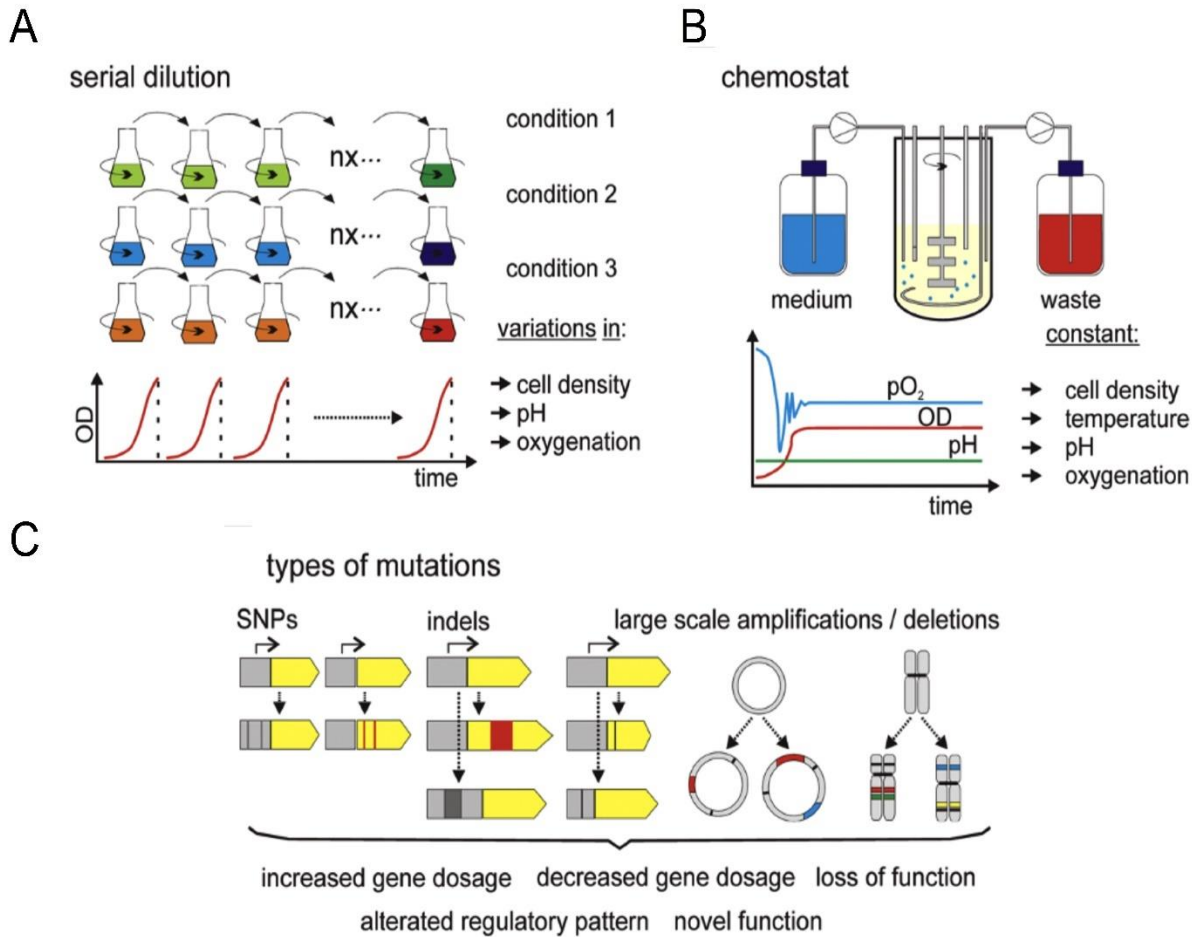 A
serial dilution
nx...
condition 1
nx...
condition 2
nx...
condition 3
variations in:
OD
time
cell density
pH
oxygenation
B
chemostat
medium
waste
constant:
pO2
OD
pH
time
cell density
temperature
pH
oxygenation
C
types of mutations
SNPs
indels
large scale amplifications / deletions
increased gene dosage decreased gene dosage loss of function
alterated regulatory pattern novel function